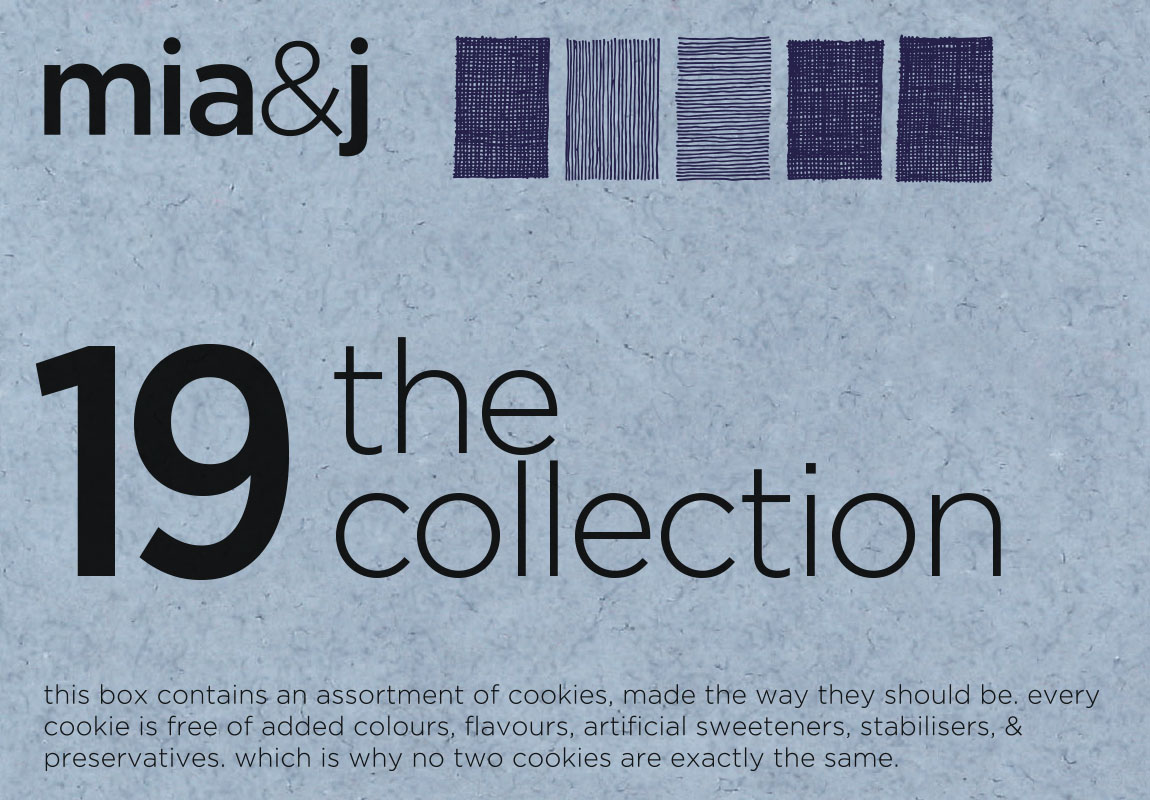 mia&j
19 the
collection
this box contains an assortment of cookies, made the way they should be. every
cookie is free of added colours, flavours, artificial sweeteners, stabilisers, &
preservatives. which is why no two cookies are exactly the same.